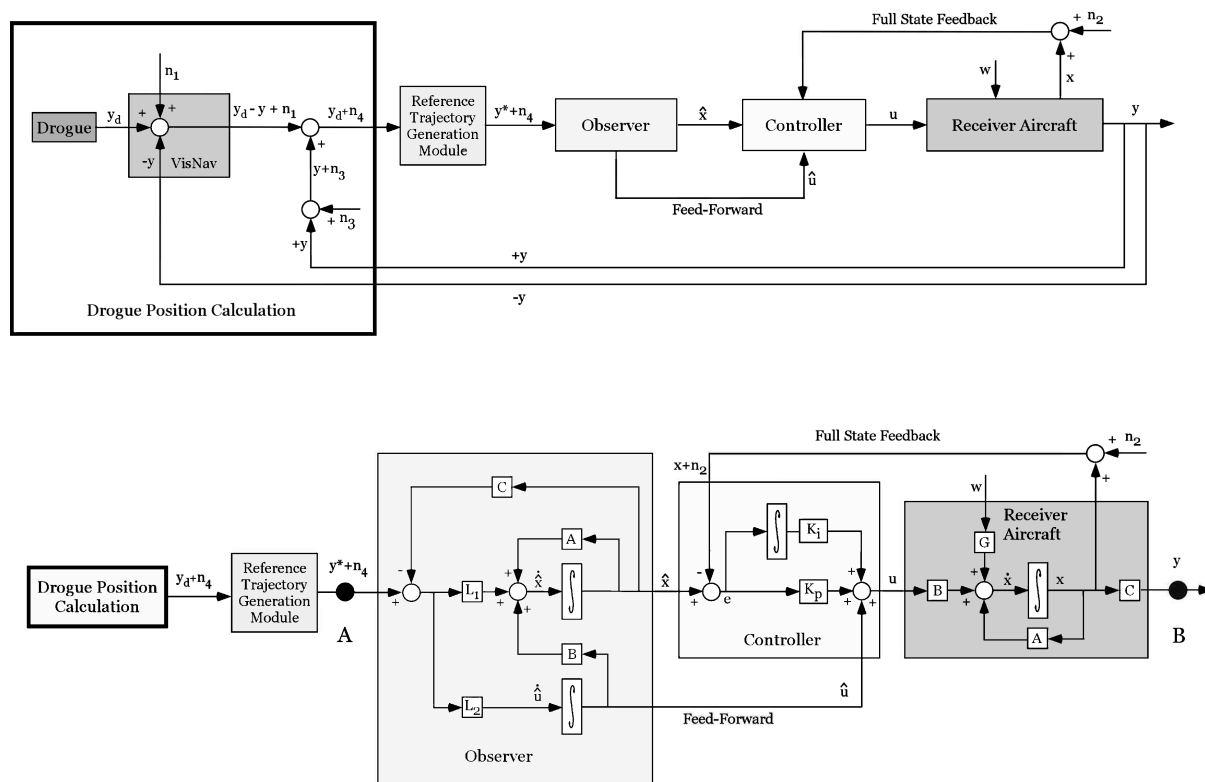 Full State Feedback
+ n2
+
x
w
n1
Drogue
yd
+
+
-y
VisNav
yd - y + n1
+
+
yd+n4
y+n3
+ n3
+y
Reference
Trajectory
Generation
Module
y*+n4
Observer
x̂
Controller
û
Feed-Forward
u
Receiver Aircraft
y
+y
-y
Drogue Position Calculation
Full State Feedback
+ n2
+
x+n2
w
Drogue Position
Calculation
yd+n4
Reference
Trajectory
Generation
Module
y*+n4
A
C
-
+
A
+
L1
+
+
x̂̇
∫
B
L2
û̇
∫
Observer
x̂
Feed-Forward
-
+
e
∫
Ki
Kp
+
+
+
Controller
û
u
Receiver
Aircraft
G
+
B
+
+
ẋ
∫
x
A
C
y
B